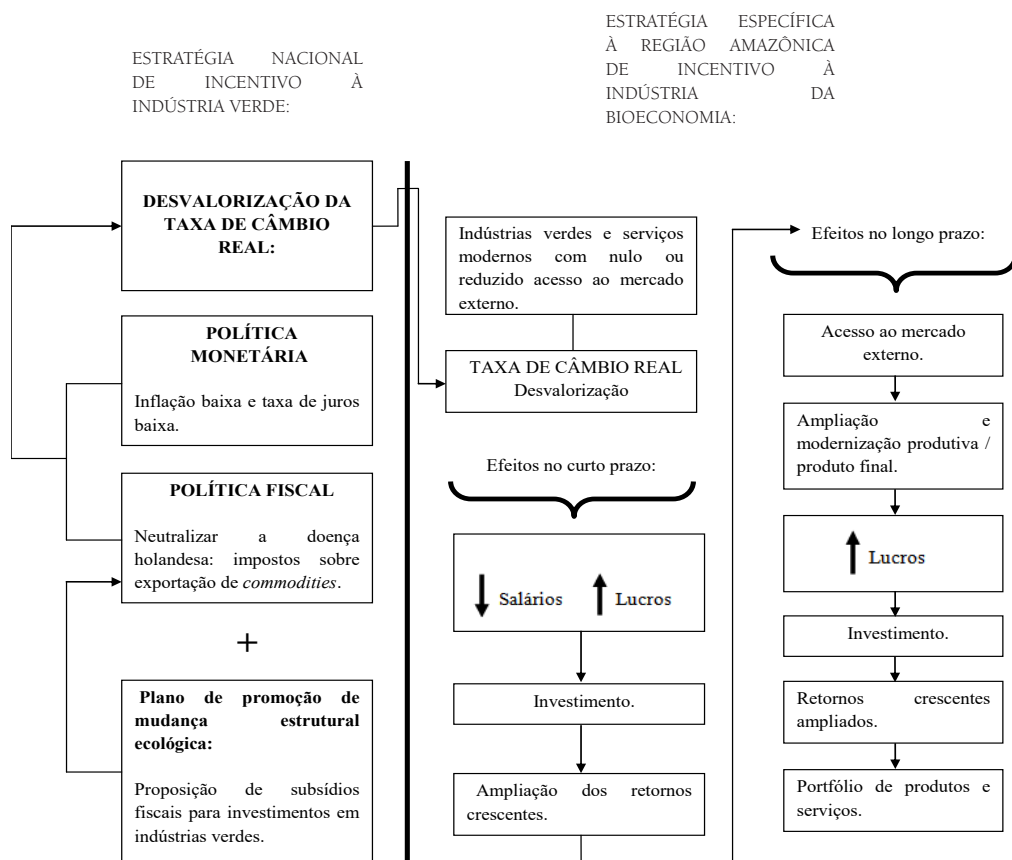 ESTRATÉGIA NACIONAL
DE INCENTIVO À
INDÚSTRIA VERDE:
DESVALORIZAÇÃO DA
TAXA DE CÂMBIO
REAL:
POLÍTICA
MONETÁRIA
Inflação baixa e taxa de juros
baixa.
POLÍTICA FISCAL
Neutralizar a doença
holandesa: impostos sobre
exportação de commodities.
+
Plano de promoção de
mudança estrutural
ecológica:
Proposição de subsídios
fiscais para investimentos em
indústrias verdes.
ESTRATÉGIA ESPECÍFICA
À REGIÃO AMAZÔNICA
DE INCENTIVO À
INDÚSTRIA DA
BIOECONOMIA:
Indústrias verdes e serviços
modernos com nulo ou
reduzido acesso ao mercado
externo.
TAXA DE CÂMBIO REAL
Desvalorização
Efeitos no curto prazo:
Salários Lucros
Investimento.
Ampliação dos retornos
crescentes.
Efeitos no longo prazo:
Acesso ao mercado
externo.
Ampliação e
modernização produtiva /
produto final.
Lucros
Investimento.
Retornos crescentes
ampliados.
Portfólio de produtos e
serviços.